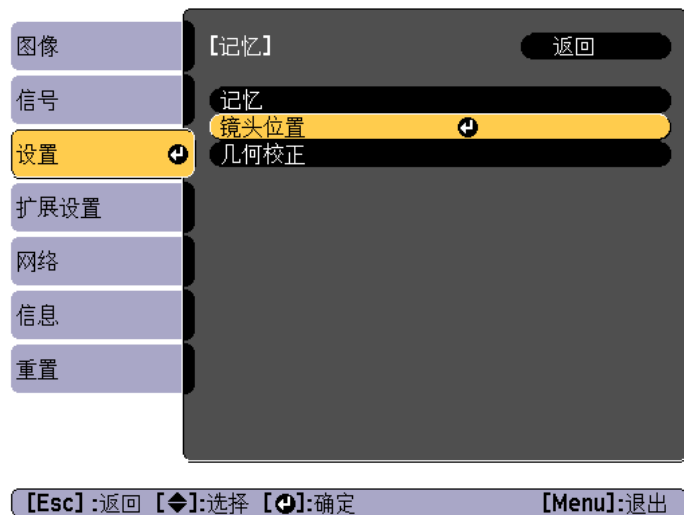 图像
信号
设置
扩展设置
网络
信息
重置
[记忆] 返回
记忆
镜头位置
几何校正
[Esc]:返回 [◆]:选择 [↵]:确定 [Menu]:退出